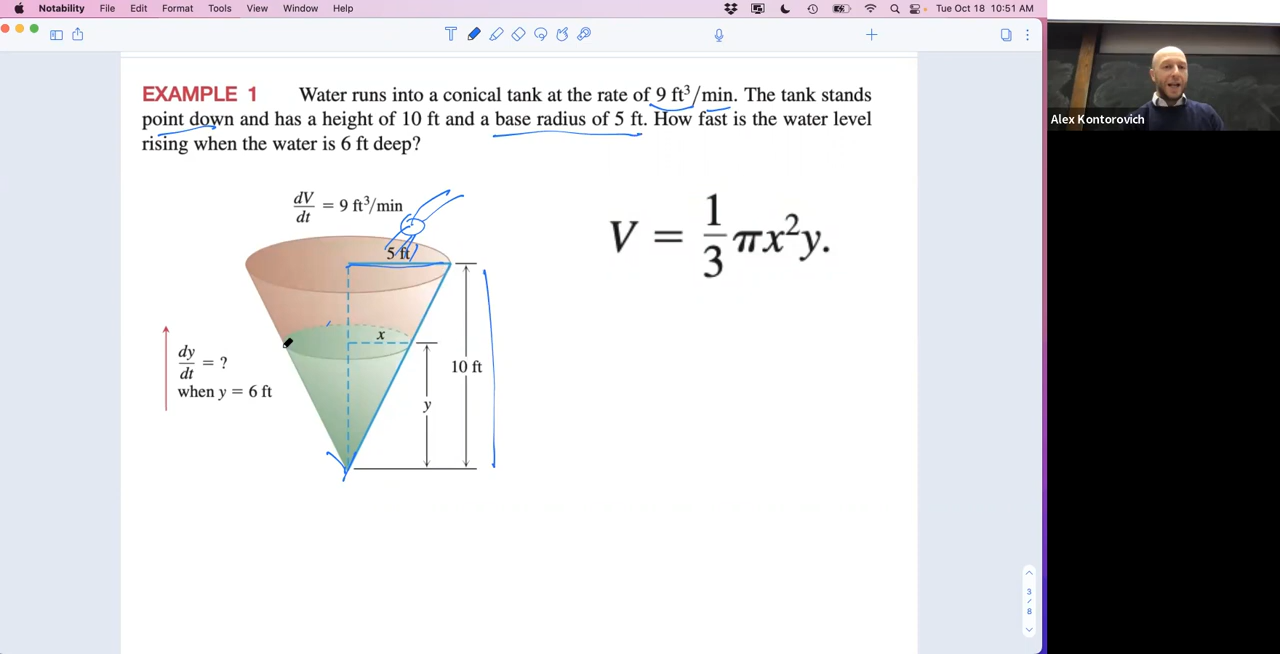 Notability File Edit Format Tools View Window Help Tue Oct 18 10:51 AM
EXAMPLE 1 Water runs into a conical tank at the rate of 9 ft³/min. The tank stands
point down and has a height of 10 ft and a base radius of 5 ft. How fast is the water level
rising when the water is 6 ft deep?
dV/dt = 9 ft³/min
5 ft
V = 1/3 πx²y.
x
dy/dt = ?
when y = 6 ft
10 ft
y
3
/
8
Alex Kontorovich